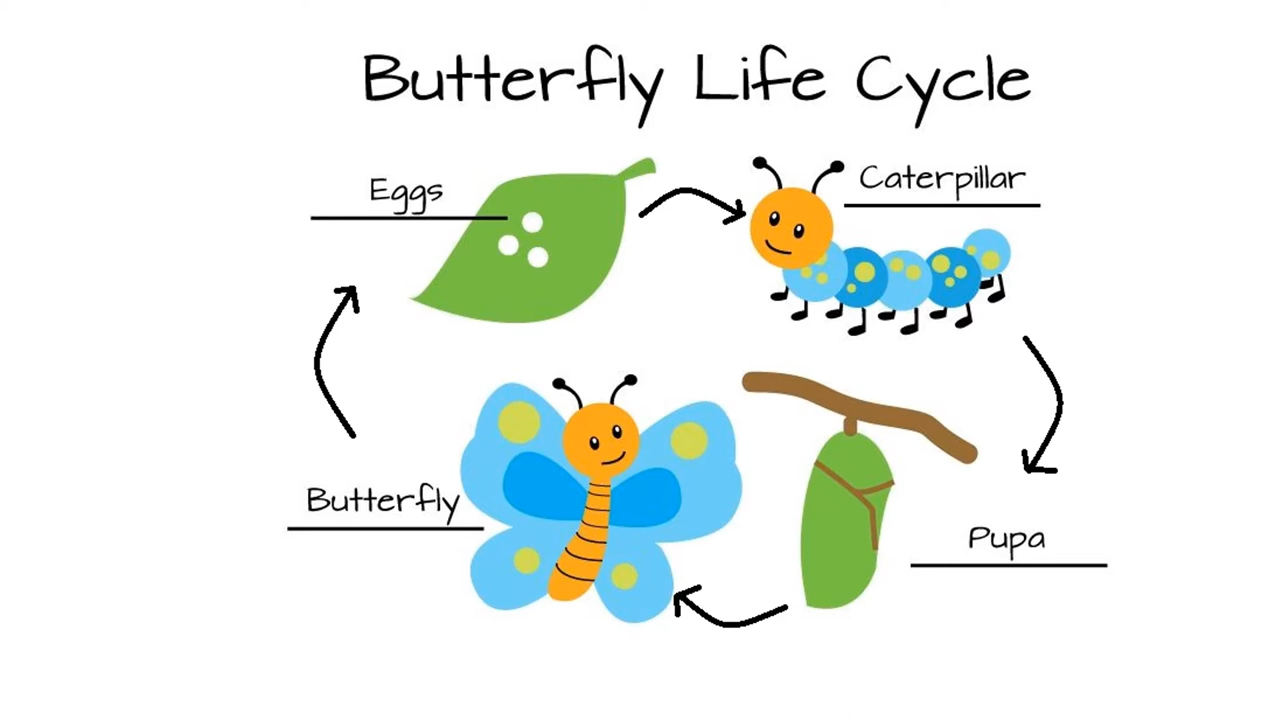 Butterfly Life Cycle
Eggs
Caterpillar
Butterfly
Pupa